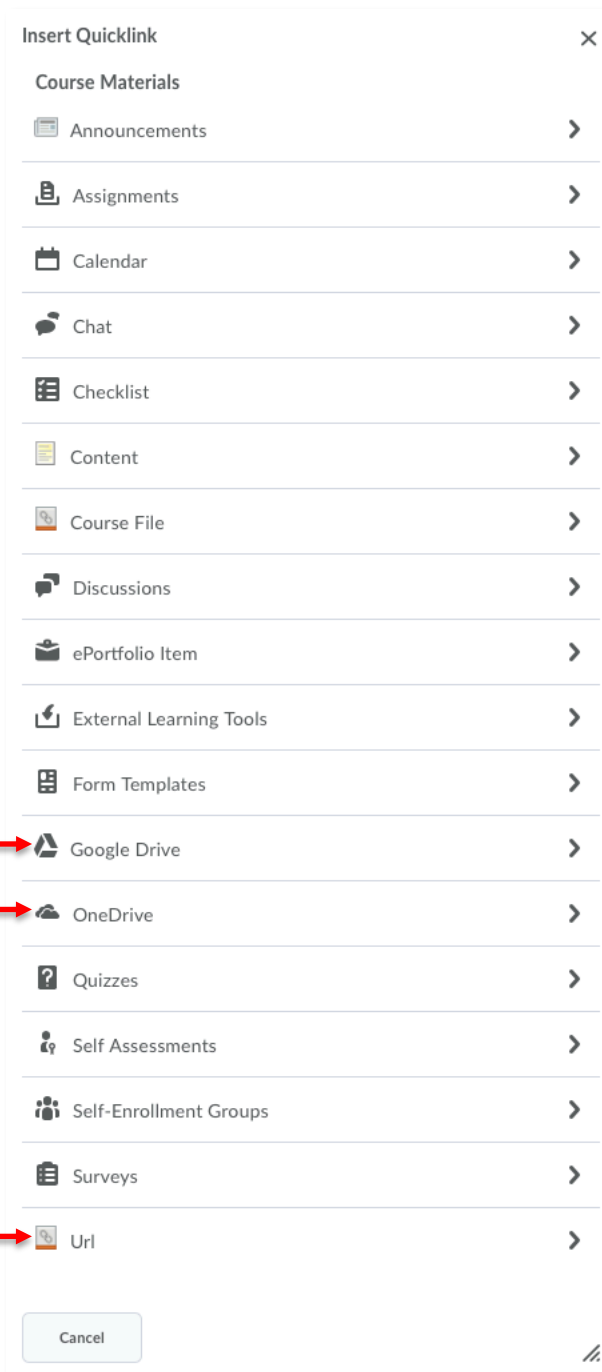 Insert Quicklink
Course Materials
Announcements
Assignments
Calendar
Chat
Checklist
Content
Course File
Discussions
ePortfolio Item
External Learning Tools
Form Templates
Google Drive
OneDrive
Quizzes
Self Assessments
Self-Enrollment Groups
Surveys
Url
Cancel